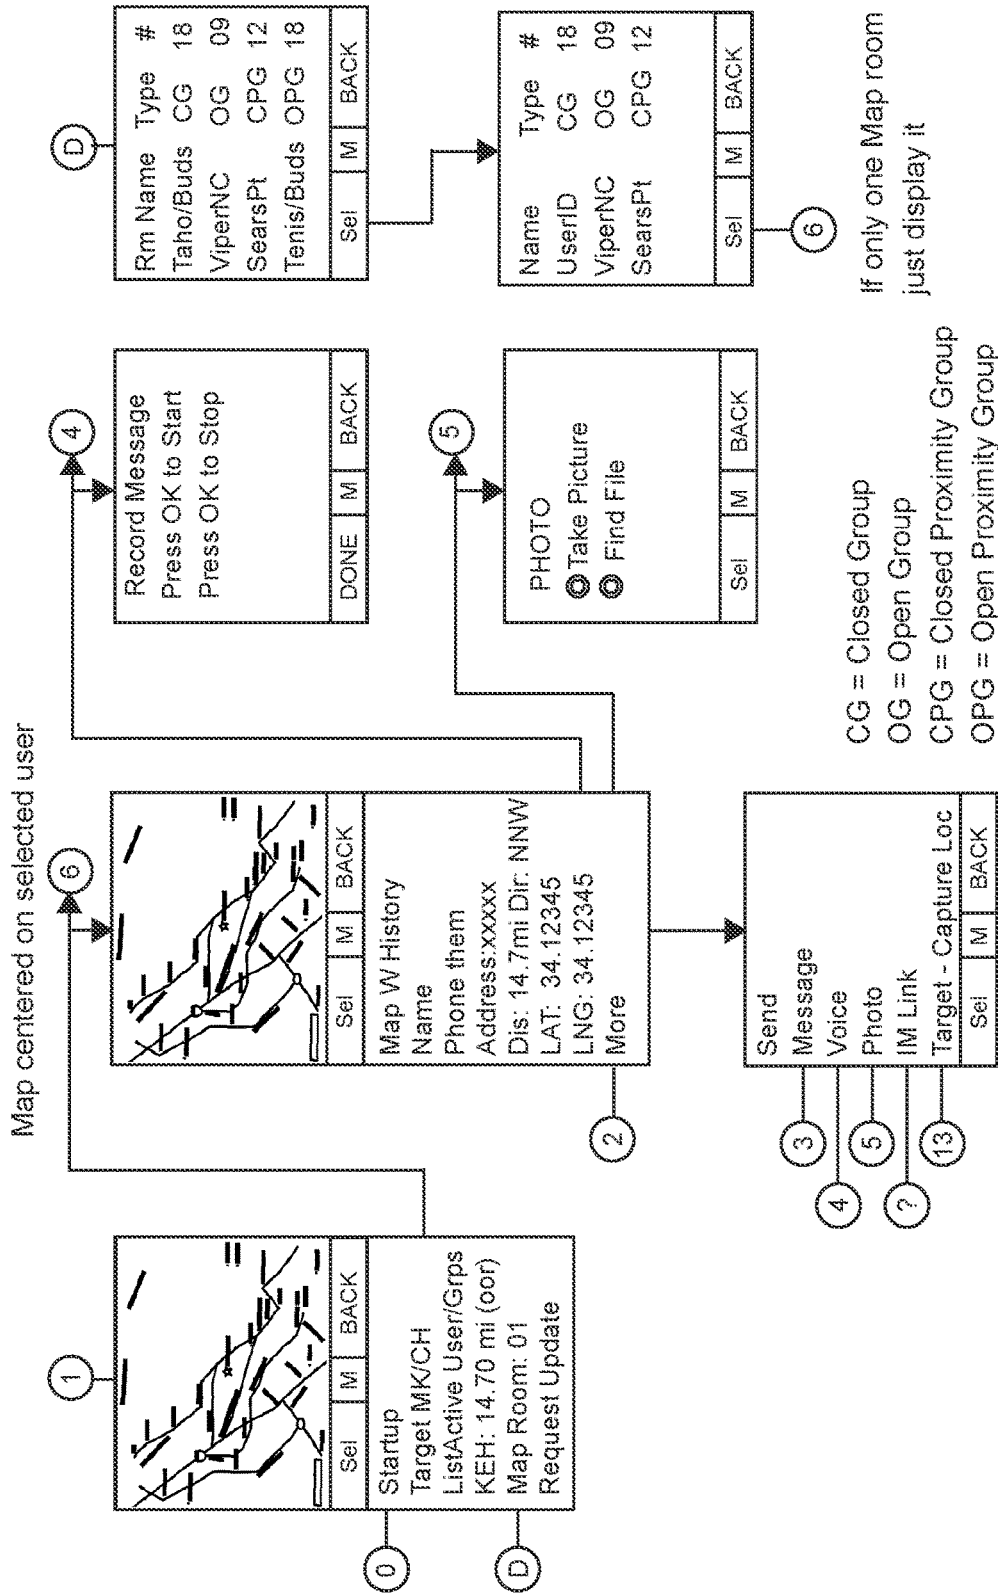 Map centered on selected user
1
Sel M BACK
Startup
Target MK/CH
ListActive User/Grps
KEH: 14.70 mi (oor)
Map Room: 01
Request Update
0
D
6
Sel M BACK
Map W History
Name
Phone them
Address:xxxxx
Dis: 14.7mi Dir: NNW
LAT: 34.12345
LNG: 34.12345
More
2
Send
Message
Voice
Photo
IM Link
Target - Capture Loc
Sel M BACK
3
4
5
?
13
4
Record Message
Press OK to Start
Press OK to Stop
DONE M BACK
5
PHOTO
Take Picture
Find File
Sel M BACK
CG = Closed Group
OG = Open Group
CPG = Closed Proximity Group
OPG = Open Proximity Group
D
Rm Name Type #
Taho/Buds CG 18
ViperNC OG 09
SearsPt CPG 12
Tenis/Buds OPG 18
Sel M BACK
Name Type #
UserID CG 18
ViperNC OG 09
SearsPt CPG 12
Sel M BACK
6
If only one Map room
just display it